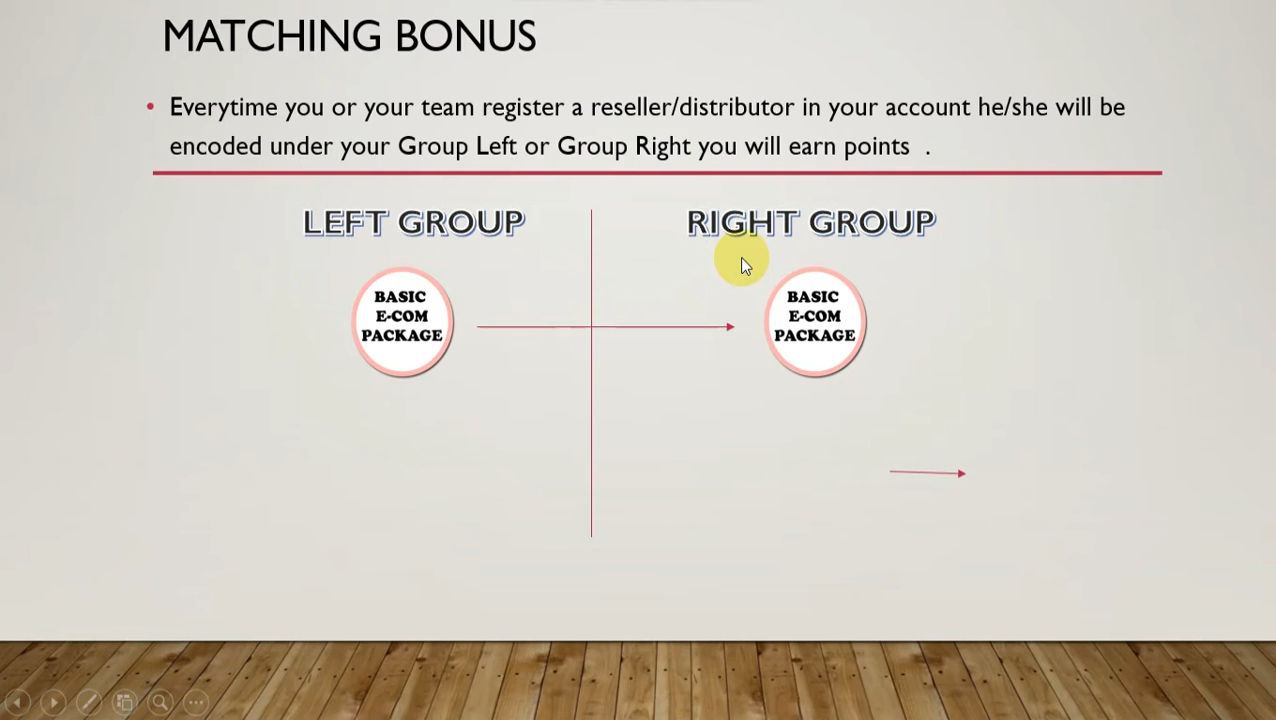 MATCHING BONUS
• Everytime you or your team register a reseller/distributor in your account he/she will be
encoded under your Group Left or Group Right you will earn points .
LEFT GROUP
RIGHT GROUP
BASIC
E-COM
PACKAGE
BASIC
E-COM
PACKAGE